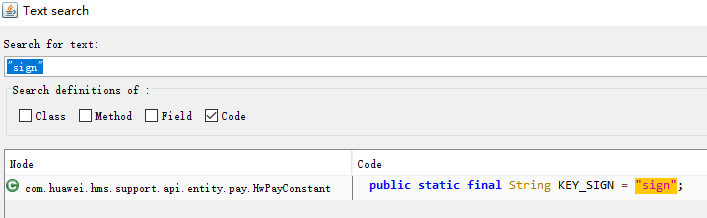 Text search
Search for text:
"sign"
Search definitions of :
Class Method Field Code
Node Code
com.huawei.hms.support.api.entity.pay.HwPayConstant public static final String KEY_SIGN = "sign";